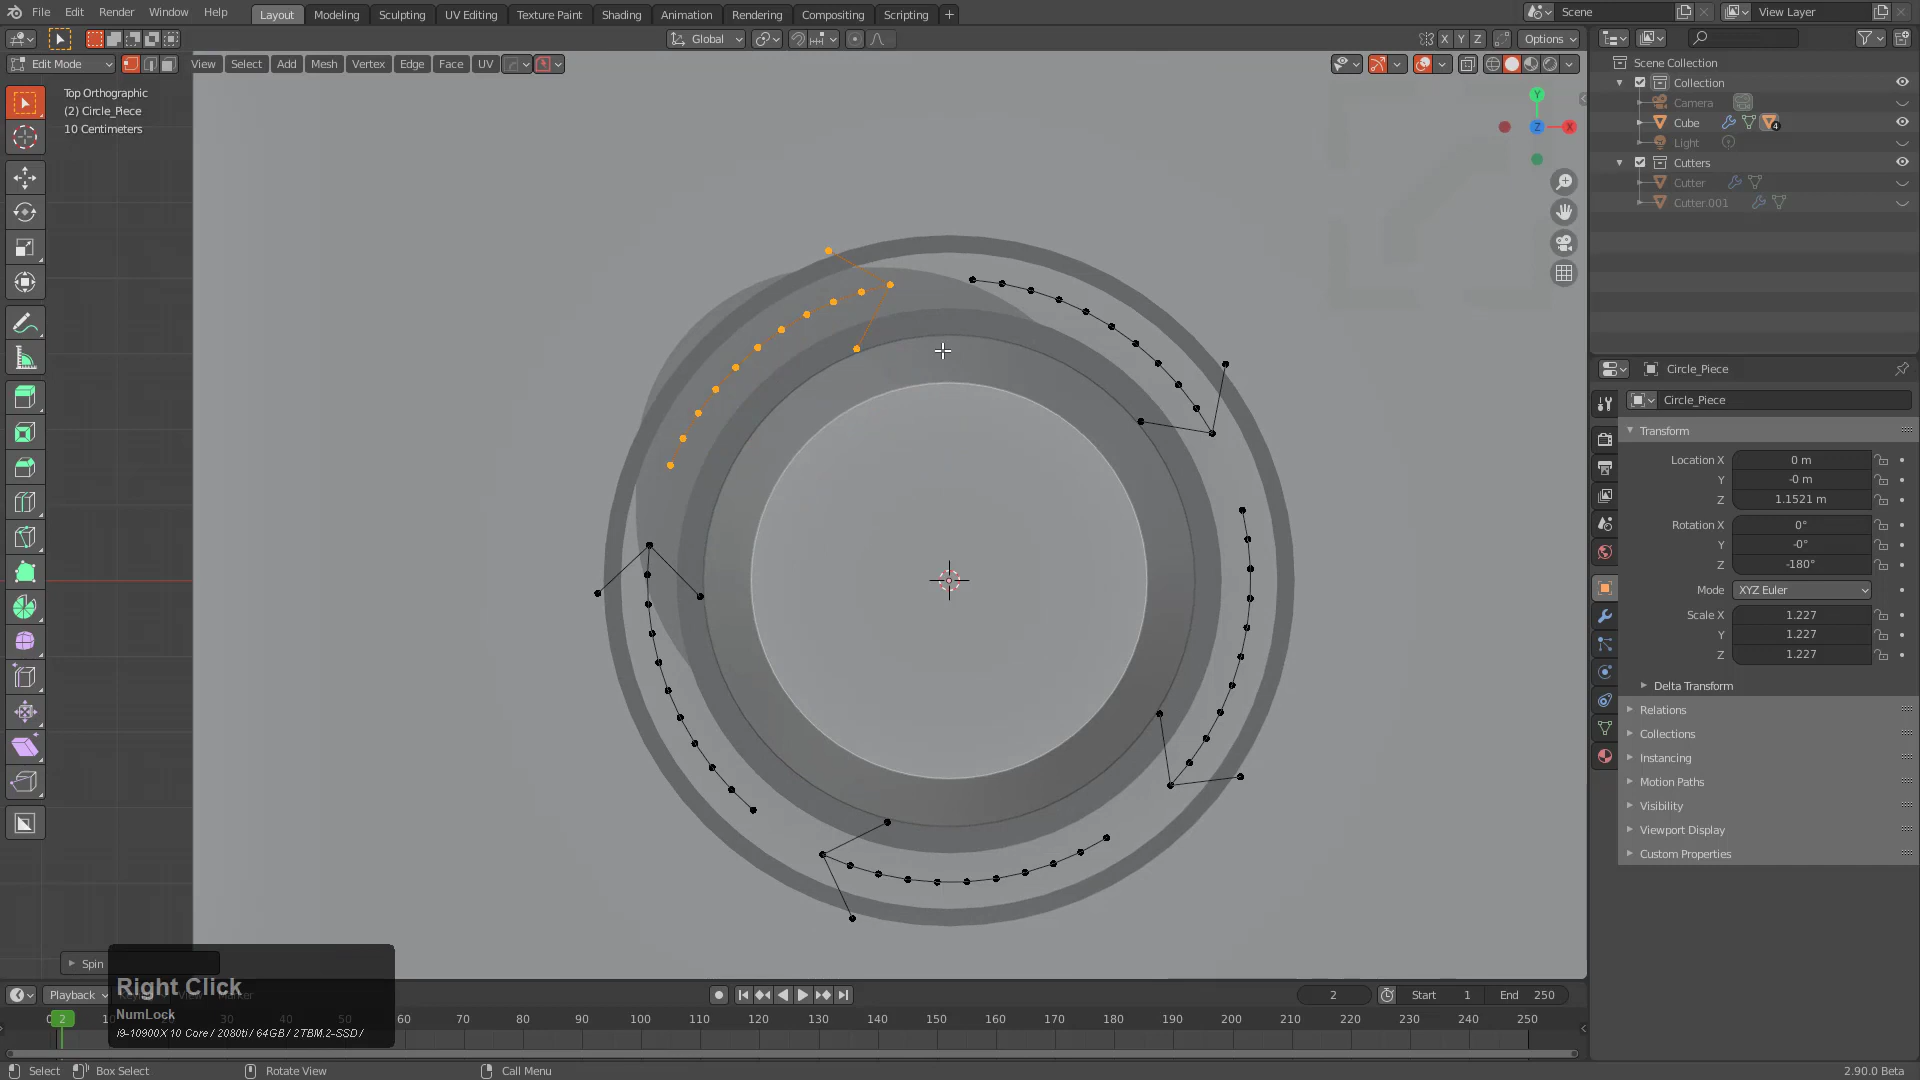 File Edit Render Window Help Layout Modeling Sculpting UV Editing Texture Paint Shading Animation Rendering Compositing Scripting + Scene View Layer
Global X Y Z Options
Edit Mode View Select Add Mesh Vertex Edge Face UV
Top Orthographic
(2) Circle_Piece
10 Centimeters
Y
Z X
Scene Collection
Collection
Camera
Cube 4
Light
Cutters
Cutter
Cutter.001
Circle_Piece
Circle_Piece
Transform
Location X 0 m
Y -0 m
Z 1.1521 m
Rotation X 0°
Y -0°
Z -180°
Mode XYZ Euler
Scale X 1.227
Y 1.227
Z 1.227
Delta Transform
Relations
Collections
Instancing
Motion Paths
Visibility
Viewport Display
Custom Properties
Spin
Right Click
NumLock
i9-10900X 10 Core / 2080ti / 64GB / 2TBM.2-SSD /
Playback View Marker 2 Start 1 End 250
2 60 70 80 90 100 110 120 130 140 150 160 170 180 190 200 210 220 230 240 250
Select Box Select Rotate View Call Menu 2.90.0 Beta